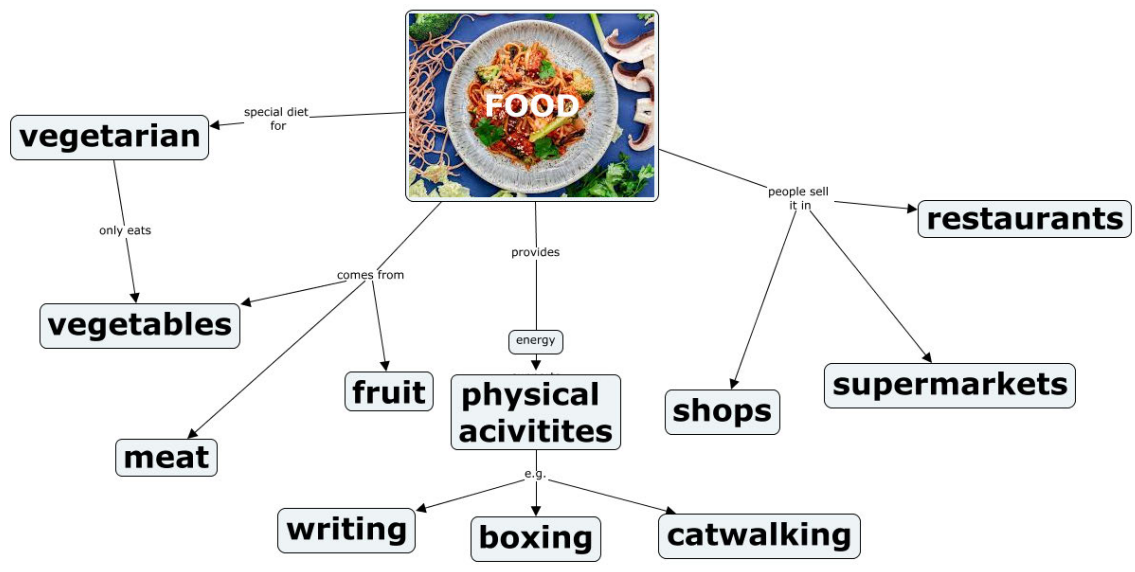 FOOD
special diet
for
vegetarian
people sell
it in
restaurants
only eats
provides
comes from
vegetables
energy
fruit
physical
acivitites
shops
supermarkets
meat
e.g.
writing
boxing
catwalking